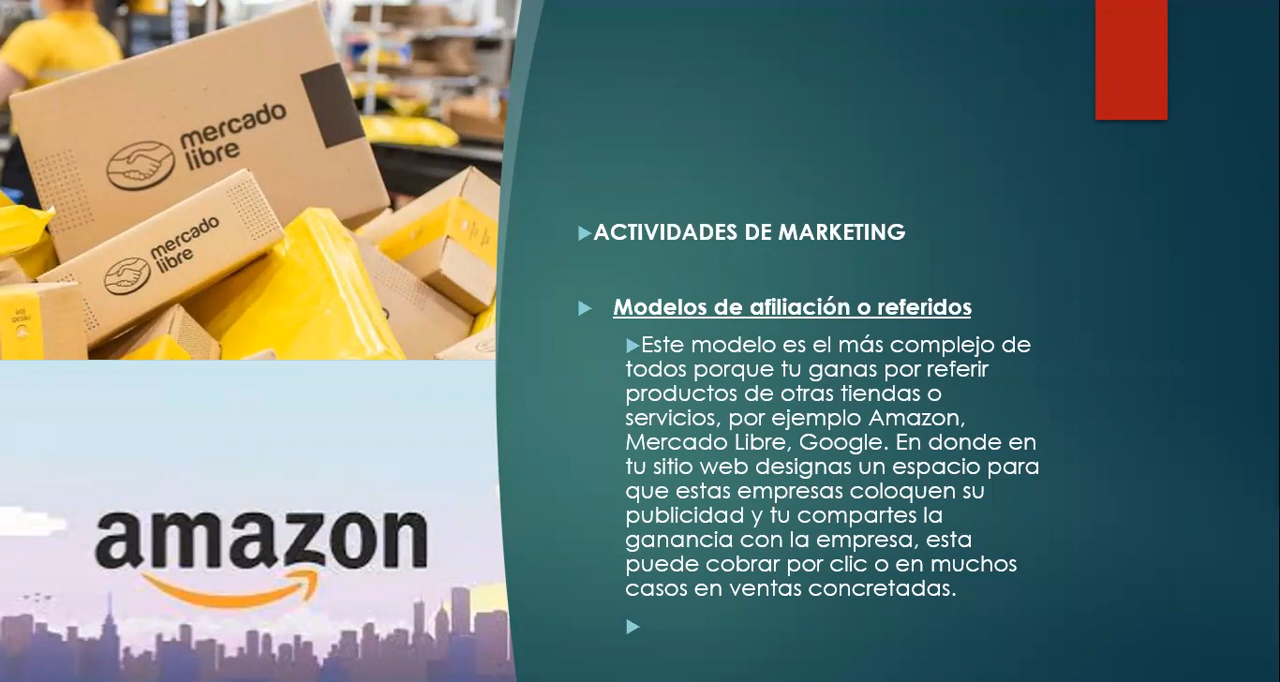 mercado
libre
mercado
libre
amazon
ACTIVIDADES DE MARKETING
Modelos de afiliación o referidos
Este modelo es el más complejo de
todos porque tu ganas por referir
productos de otras tiendas o
servicios, por ejemplo Amazon,
Mercado Libre, Google. En donde en
tu sitio web designas un espacio para
que estas empresas coloquen su
publicidad y tu compartes la
ganancia con la empresa, esta
puede cobrar por clic o en muchos
casos en ventas concretadas.